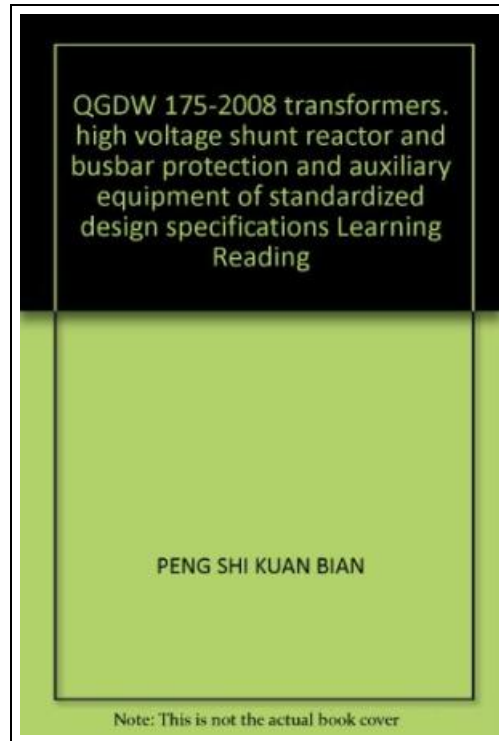 QGDW 175-2008 transformers.
high voltage shunt reactor and
busbar protection and auxiliary
equipment of standardized
design specifications Learning
Reading
PENG SHI KUAN BIAN
Note: This is not the actual book cover